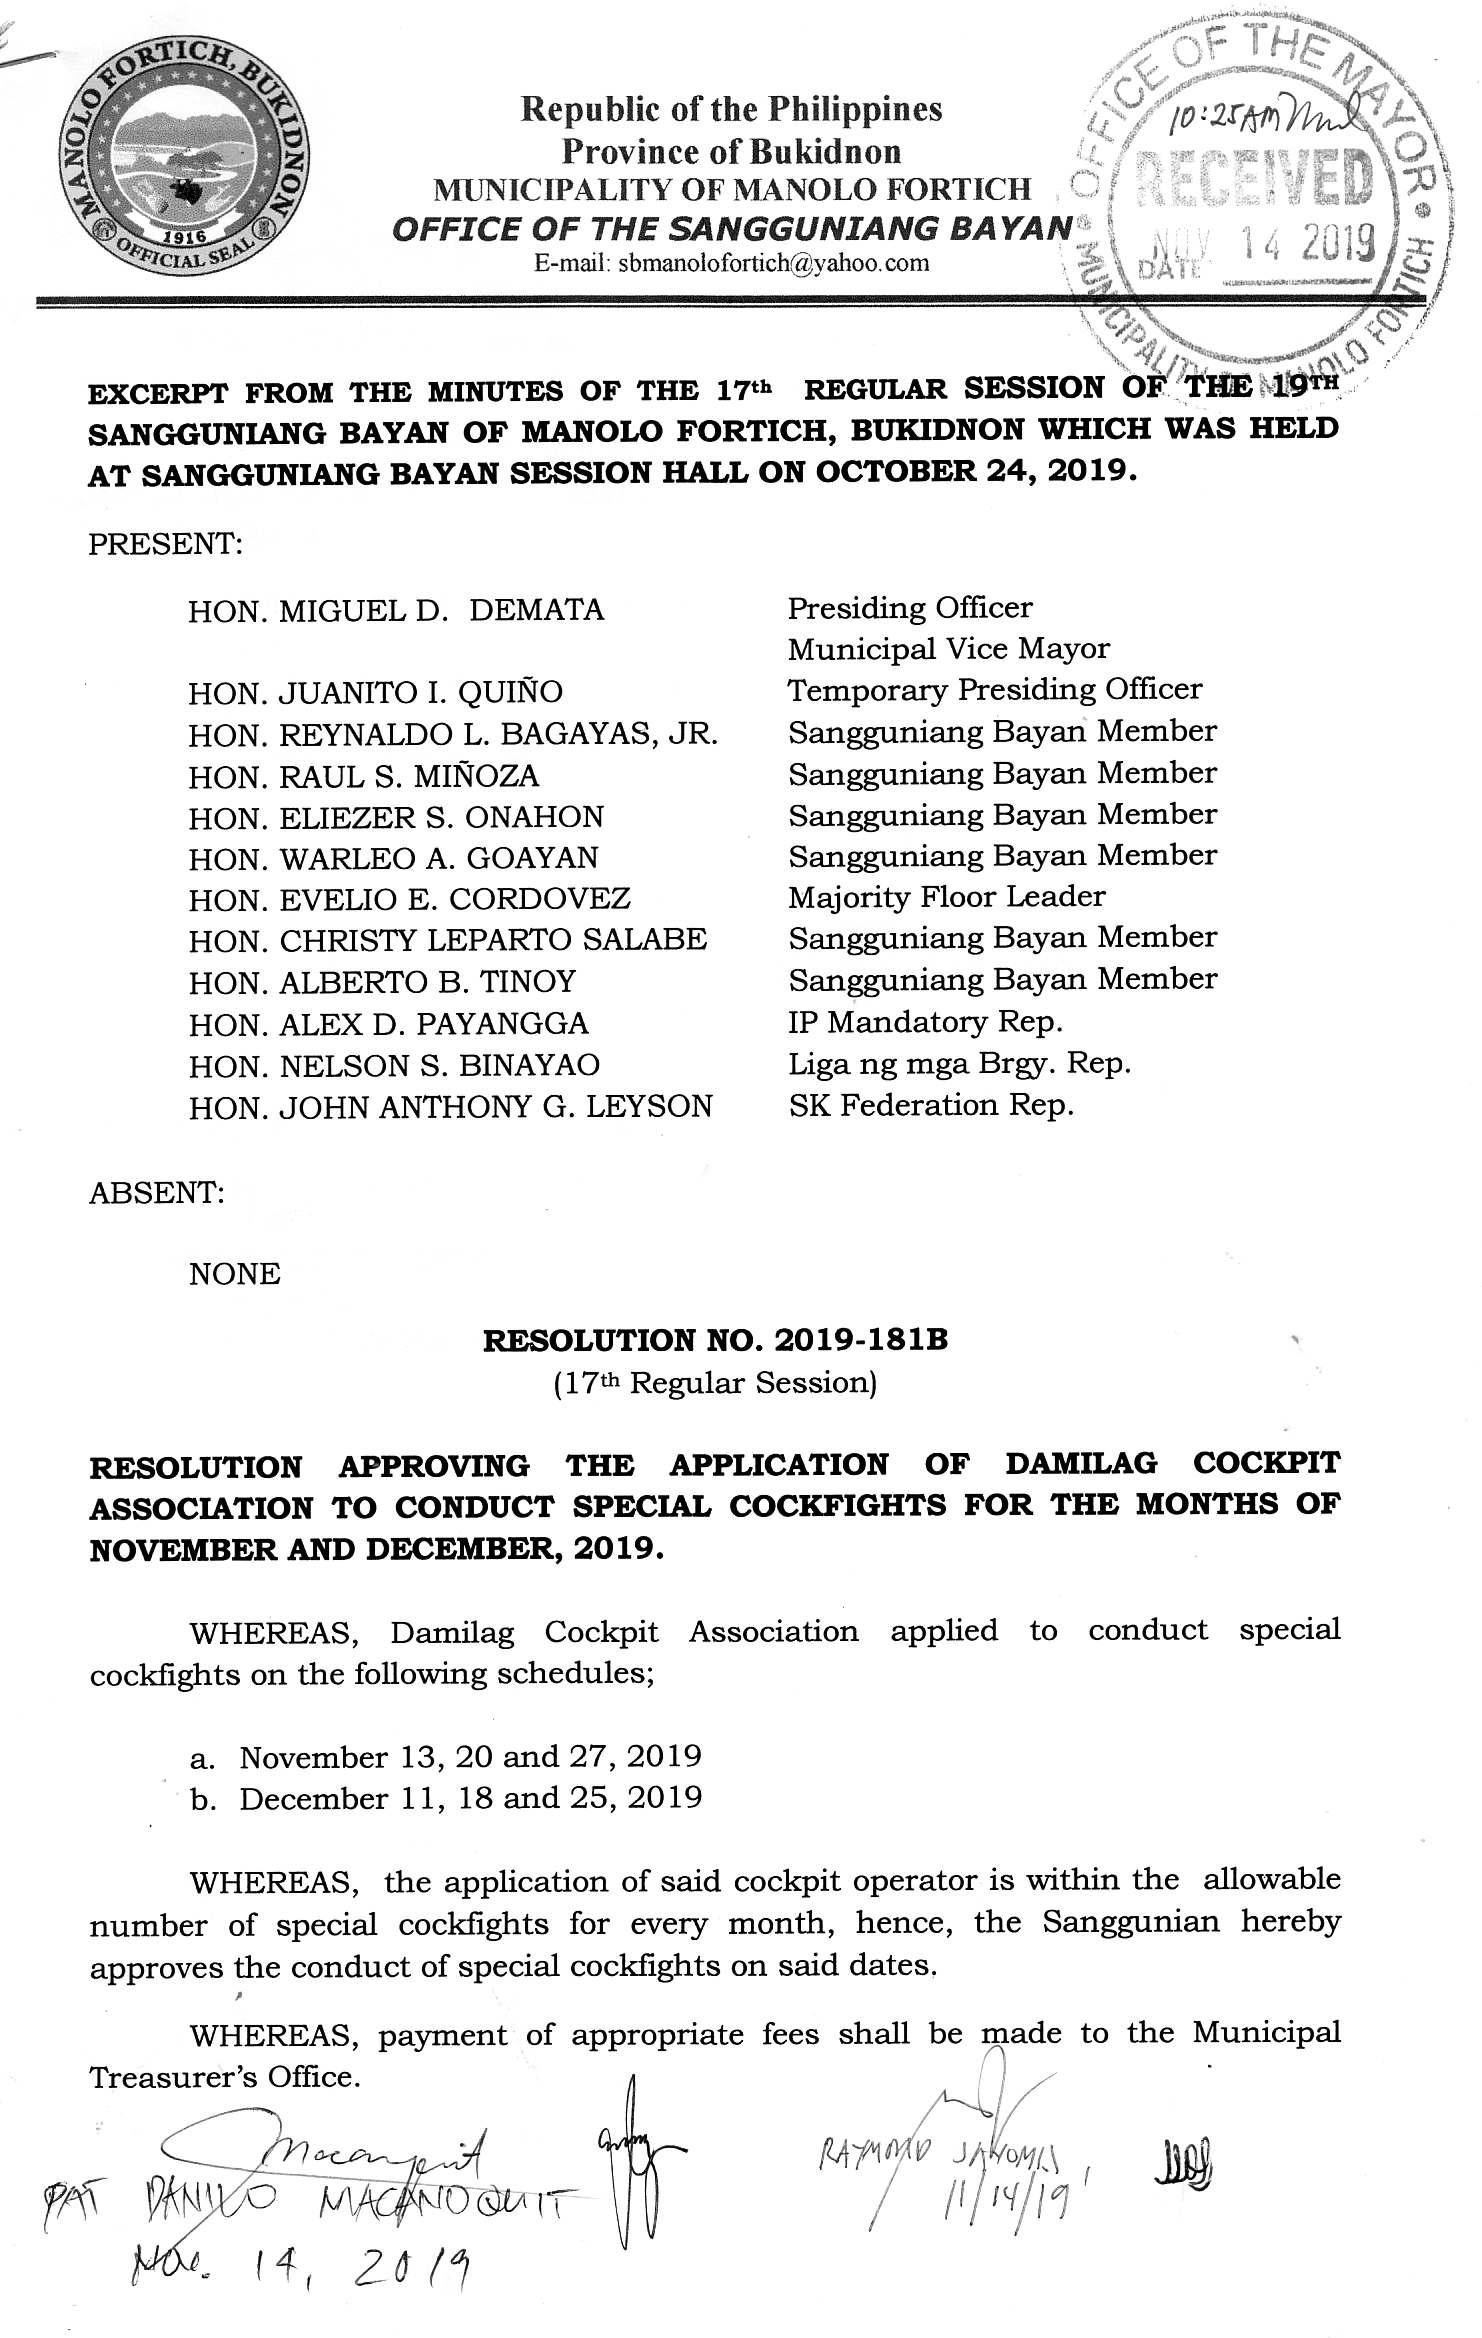 MANOLO FORTICH, BUKIDNON
1916
OFFICIAL SEAL
Republic of the Philippines
Province of Bukidnon
MUNICIPALITY OF MANOLO FORTICH
OFFICE OF THE SANGGUNIANG BAYAN
E-mail: sbmanolofortich@yahoo.com
OFFICE OF THE MAYOR
10:25AM
RECEIVED
NOV 14 2019
DATE
MUNICIPALITY OF MANOLO FORTICH
EXCERPT FROM THE MINUTES OF THE 17th REGULAR SESSION OF THE 19TH
SANGGUNIANG BAYAN OF MANOLO FORTICH, BUKIDNON WHICH WAS HELD
AT SANGGUNIANG BAYAN SESSION HALL ON OCTOBER 24, 2019.
PRESENT:
HON. MIGUEL D. DEMATA Presiding Officer
Municipal Vice Mayor
HON. JUANITO I. QUIÑO Temporary Presiding Officer
HON. REYNALDO L. BAGAYAS, JR. Sangguniang Bayan Member
HON. RAUL S. MIÑOZA Sangguniang Bayan Member
HON. ELIEZER S. ONAHON Sangguniang Bayan Member
HON. WARLEO A. GOAYAN Sangguniang Bayan Member
HON. EVELIO E. CORDOVEZ Majority Floor Leader
HON. CHRISTY LEPARTO SALABE Sangguniang Bayan Member
HON. ALBERTO B. TINOY Sangguniang Bayan Member
HON. ALEX D. PAYANGGA IP Mandatory Rep.
HON. NELSON S. BINAYAO Liga ng mga Brgy. Rep.
HON. JOHN ANTHONY G. LEYSON SK Federation Rep.
ABSENT:
NONE
RESOLUTION NO. 2019-181B
(17th Regular Session)
RESOLUTION APPROVING THE APPLICATION OF DAMILAG COCKPIT
ASSOCIATION TO CONDUCT SPECIAL COCKFIGHTS FOR THE MONTHS OF
NOVEMBER AND DECEMBER, 2019.
WHEREAS, Damilag Cockpit Association applied to conduct special
cockfights on the following schedules;
a. November 13, 20 and 27, 2019
b. December 11, 18 and 25, 2019
WHEREAS, the application of said cockpit operator is within the allowable
number of special cockfights for every month, hence, the Sanggunian hereby
approves the conduct of special cockfights on said dates.
WHEREAS, payment of appropriate fees shall be made to the Municipal
Treasurer's Office.
PAT DANILO MACANOQUIT
Nov. 14, 2019
RAYMOND
11/14/19